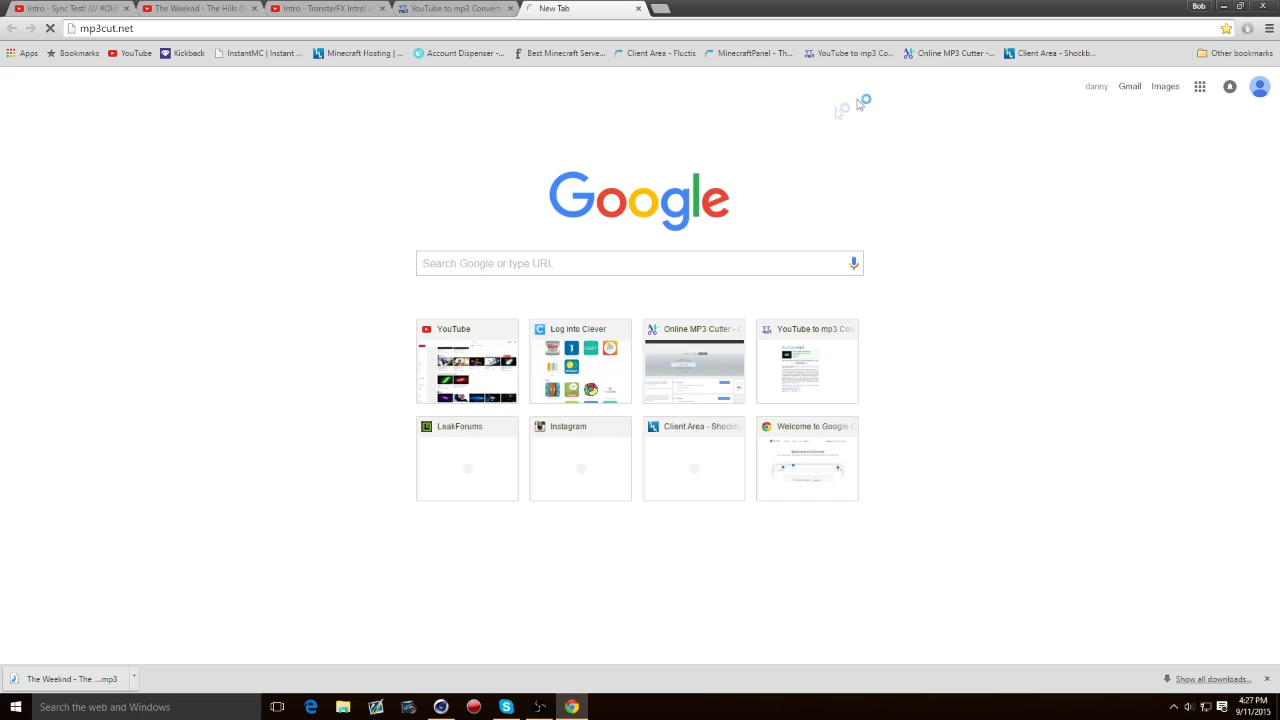 Intro - Sync Test! /// #Old
The Weeknd - The Hills (S
Intro - TronsterFX Intro! /
YouTube to mp3 Converte
New Tab
Bob
mp3cut.net
Apps
Bookmarks
YouTube
Kickback
InstantMC | Instant ...
Minecraft Hosting | ...
Account Dispenser -...
Best Minecraft Serve...
Client Area - Fluctis
MinecraftPanel - Th...
YouTube to mp3 Co...
Online MP3 Cutter -...
Client Area - Shockb...
Other bookmarks
danny
Gmail
Images
Google
Search Google or type URL
YouTube
Log into Clever
Online MP3 Cutter - C
YouTube to mp3 Con
LeakForums
Instagram
Client Area - Shockb
Welcome to Google C
The Weeknd - The ....mp3
Show all downloads...
Search the web and Windows
4:27 PM
9/11/2015